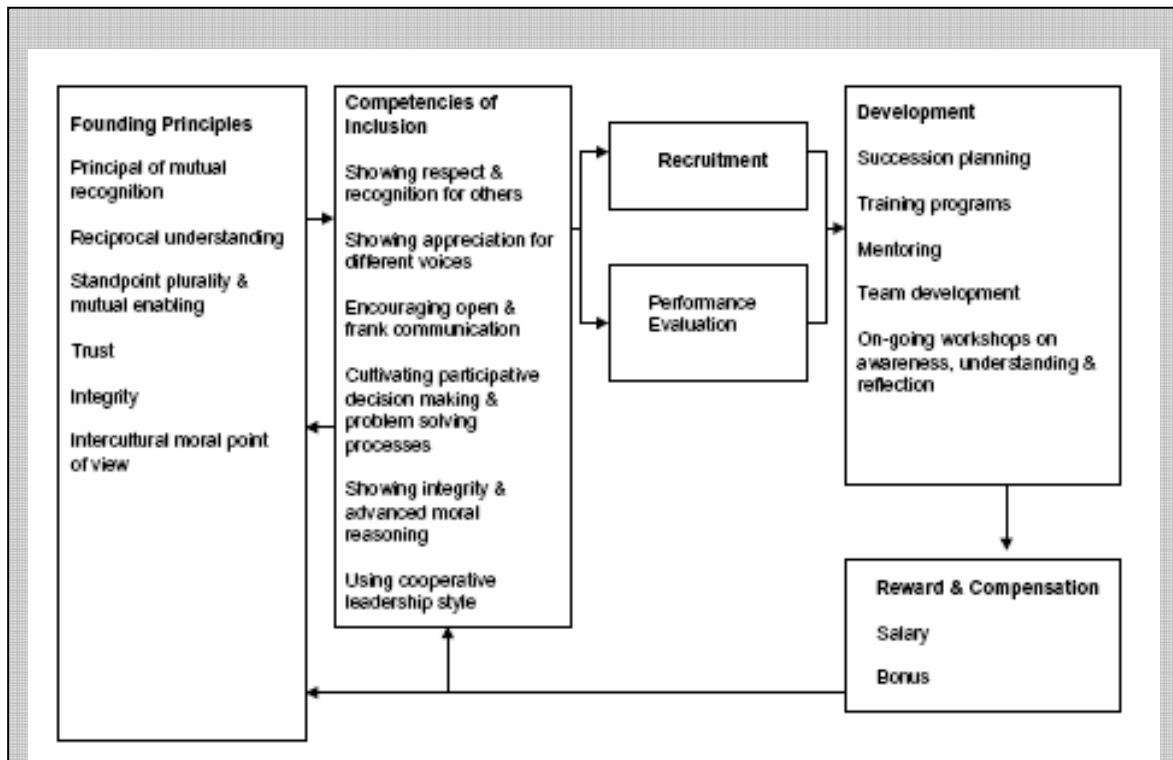 Founding Principles
Principal of mutual
recognition
Reciprocal understanding
Standpoint plurality &
mutual enabling
Trust
Integrity
Intercultural moral point
of view
Competencies of
Inclusion
Showing respect &
recognition for others
Showing appreciation for
different voices
Encouraging open &
frank communication
Cultivating participative
decision making &
problem solving
processes
Showing integrity &
advanced moral
reasoning
Using cooperative
leadership style
Recruitment
Performance
Evaluation
Development
Succession planning
Training programs
Mentoring
Team development
On-going workshops on
awareness, understanding &
reflection
Reward & Compensation
Salary
Bonus